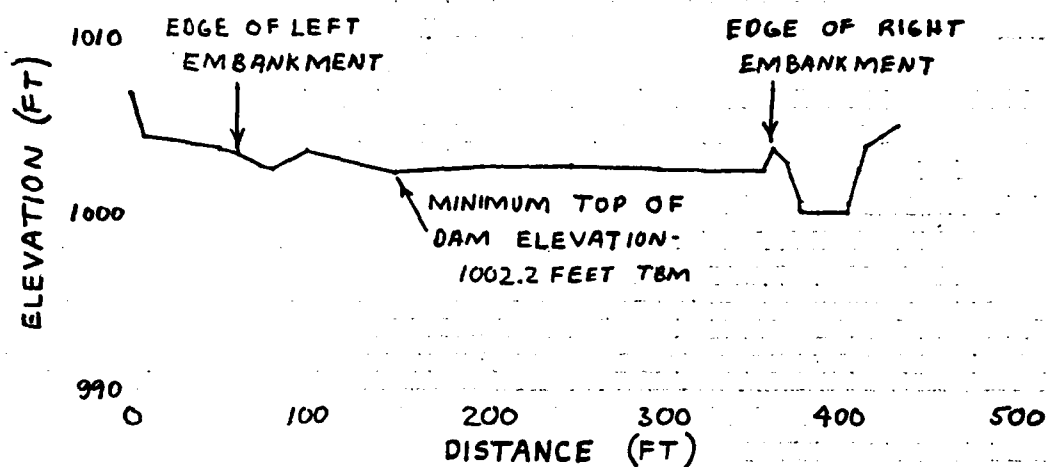 EDGE OF LEFT
EMBANKMENT
EDGE OF RIGHT
EMBANKMENT
1010
1000
990
ELEVATION (FT)
MINIMUM TOP OF
DAM ELEVATION-
1002.2 FEET TBM
0 100 200 300 400 500
DISTANCE (FT)